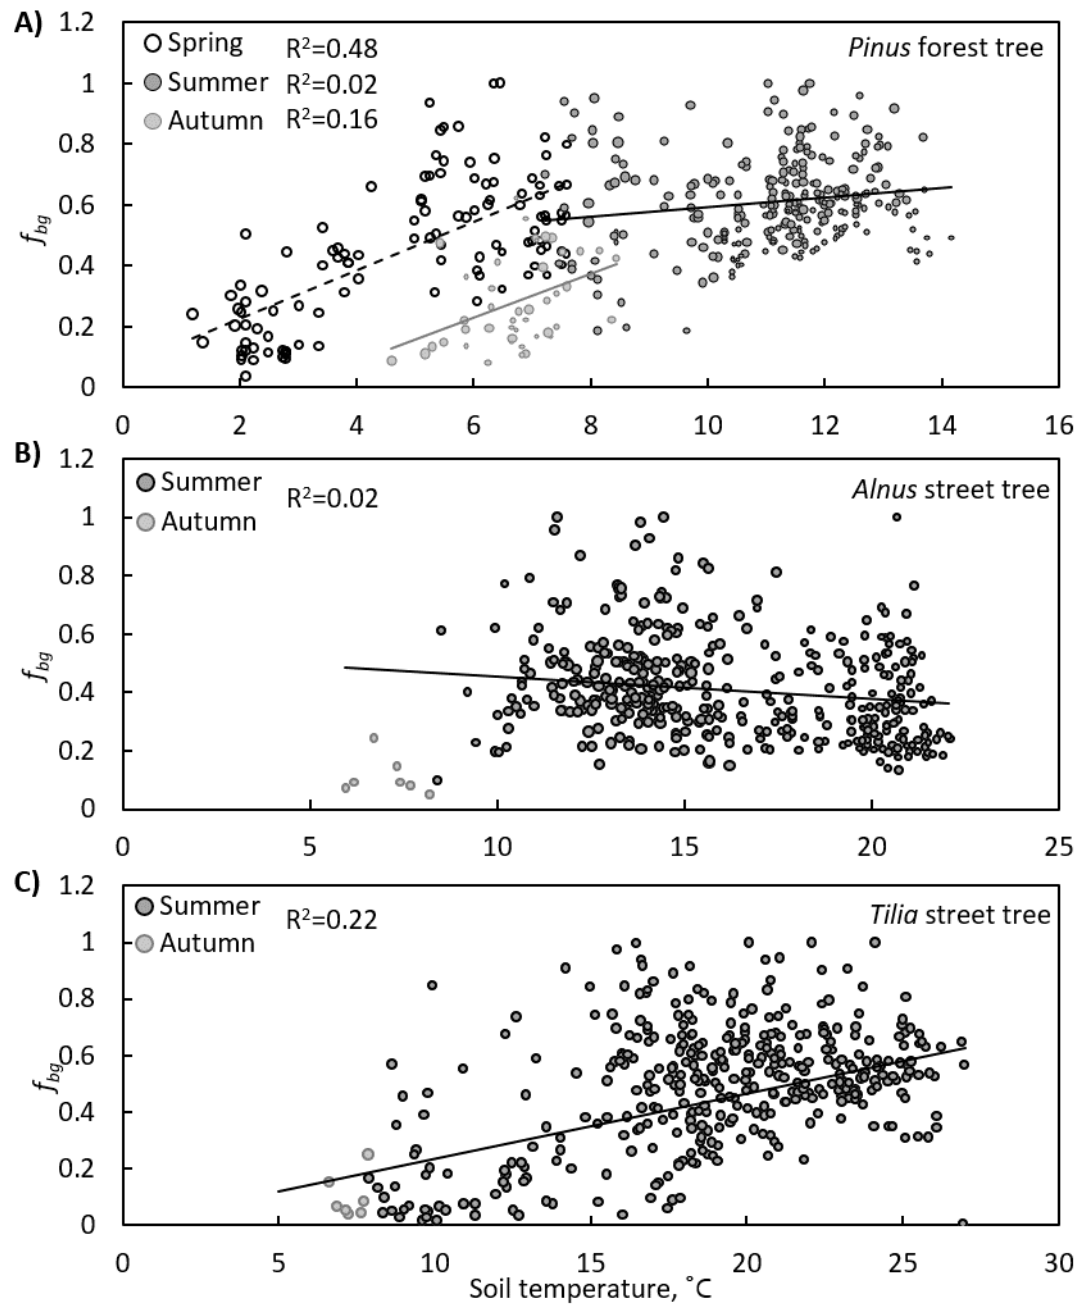 A)
1.2
Spring R²=0.48 Pinus forest tree
1
Summer R²=0.02
Autumn R²=0.16
0.8
0.6
fbg
0.4
0.2
0
0 2 4 6 8 10 12 14 16
B)
1.2
Summer R²=0.02 Alnus street tree
Autumn
1
0.8
0.6
fbg
0.4
0.2
0
0 5 10 15 20 25
C)
1.2
Summer R²=0.22 Tilia street tree
Autumn
1
0.8
0.6
fbg
0.4
0.2
0
0 5 10 15 20 25 30
Soil temperature, ˚C